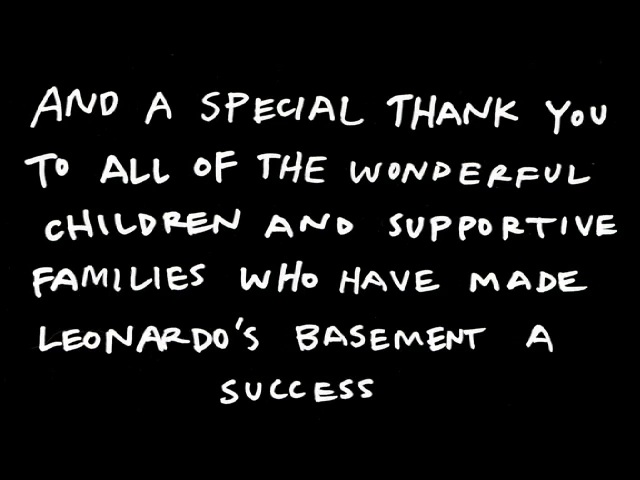 AND A SPECIAL THANK YOU
TO ALL OF THE WONDERFUL
CHILDREN AND SUPPORTIVE
FAMILIES WHO HAVE MADE
LEONARDO'S BASEMENT A
SUCCESS